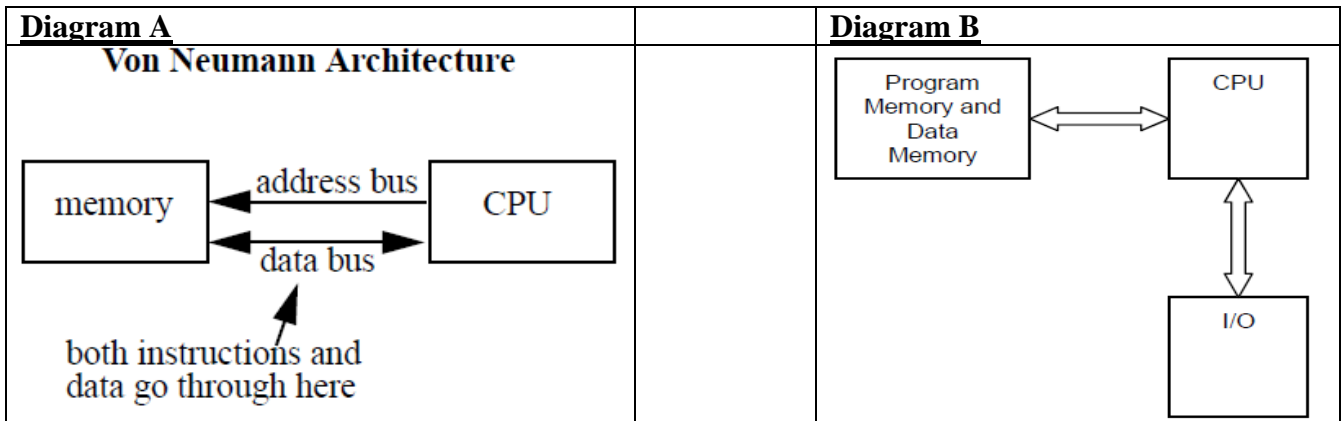 Diagram A
Von Neumann Architecture
memory
address bus
CPU
data bus
both instructions and
data go through here
Diagram B
Program
Memory and
Data
Memory
CPU
I/O